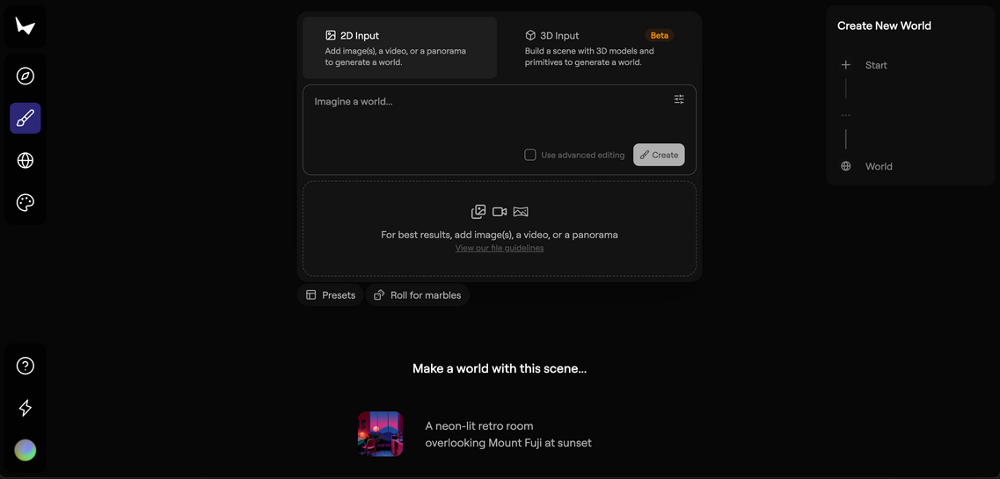 2D Input
Add image(s), a video, or a panorama
to generate a world.
3D Input
Beta
Build a scene with 3D models and
primitives to generate a world.
Imagine a world...
Use advanced editing
Create
For best results, add image(s), a video, or a panorama
View our file guidelines
Presets
Roll for marbles
Make a world with this scene...
A neon-lit retro room
overlooking Mount Fuji at sunset
Create New World
Start
...
World